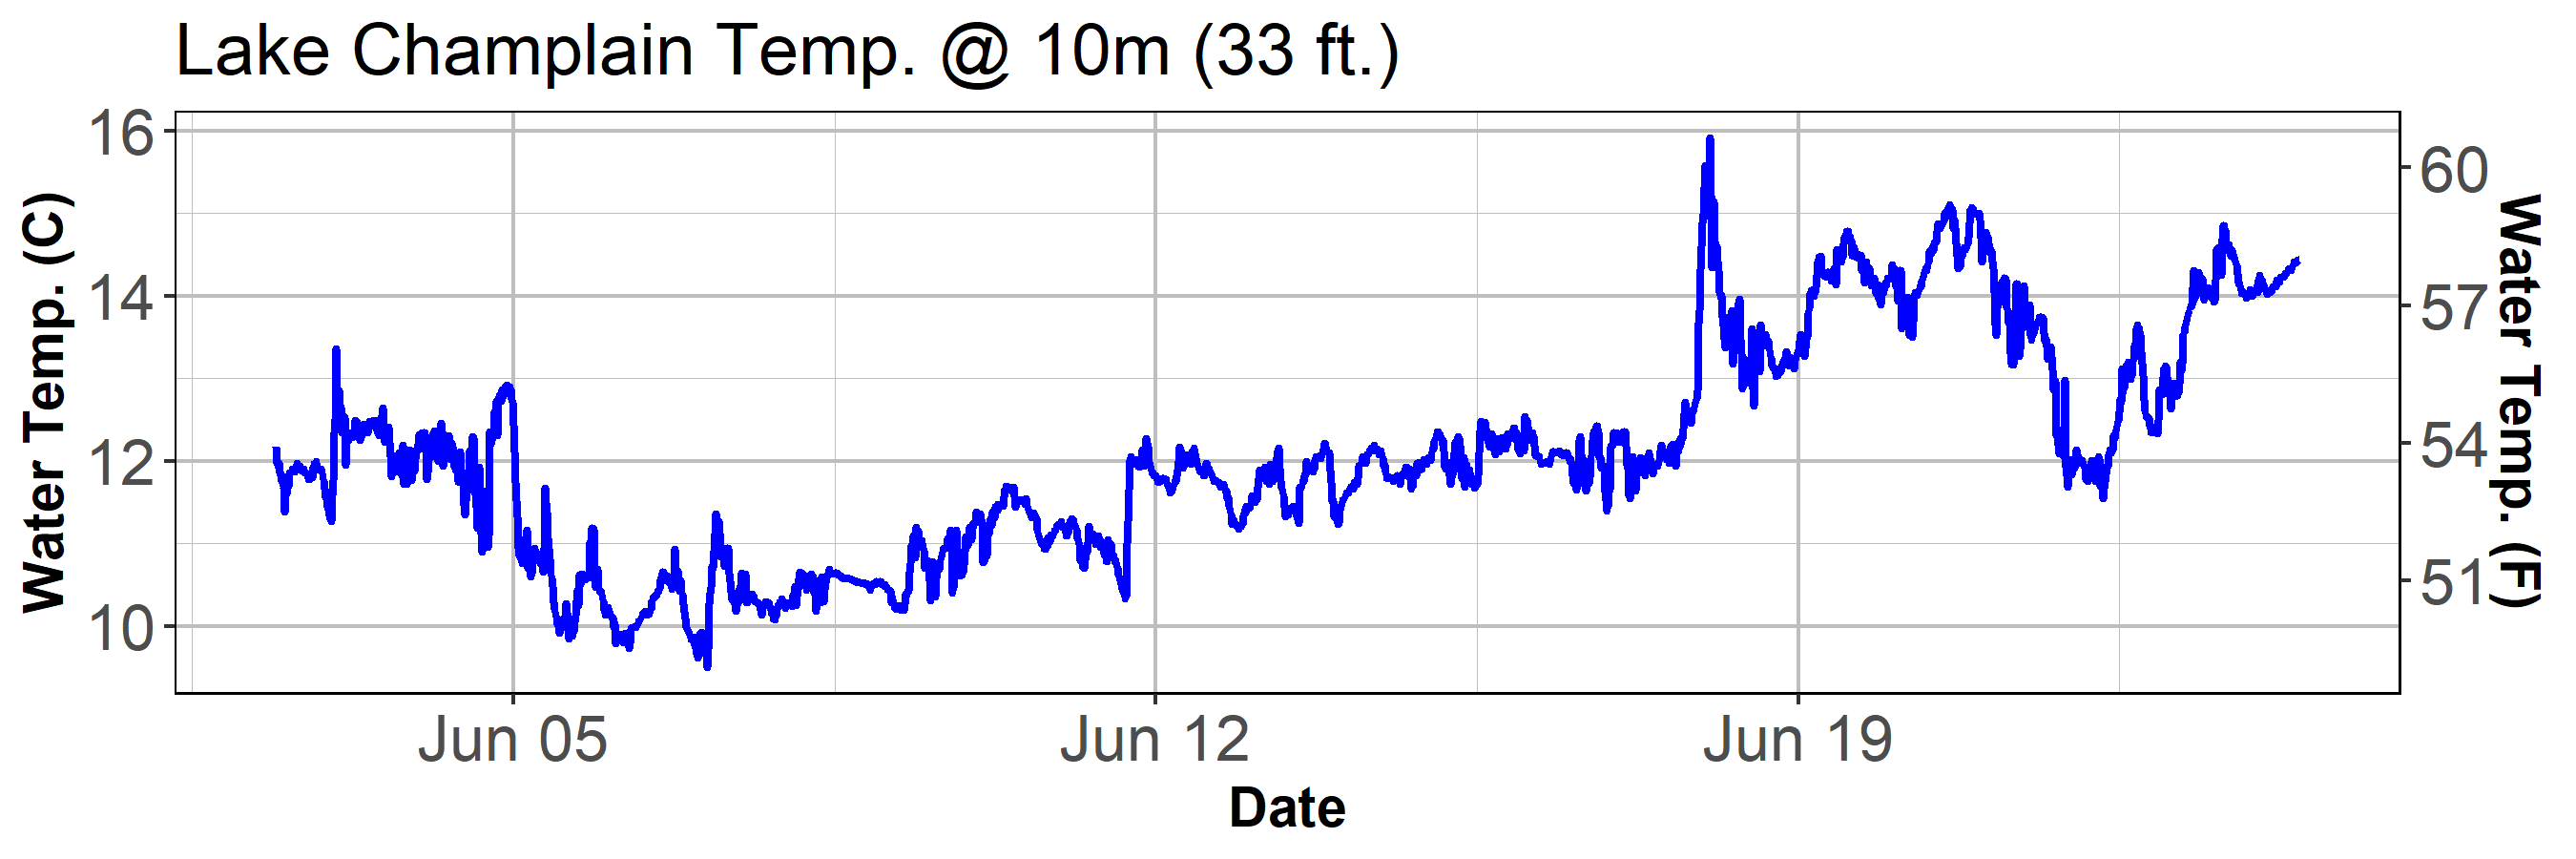 Lake Champlain Temp. @ 10m (33 ft.)
Water Temp. (C)
16
14
12
10
60
57
54
51
Water Temp. (F)
Jun 05
Jun 12
Jun 19
Date